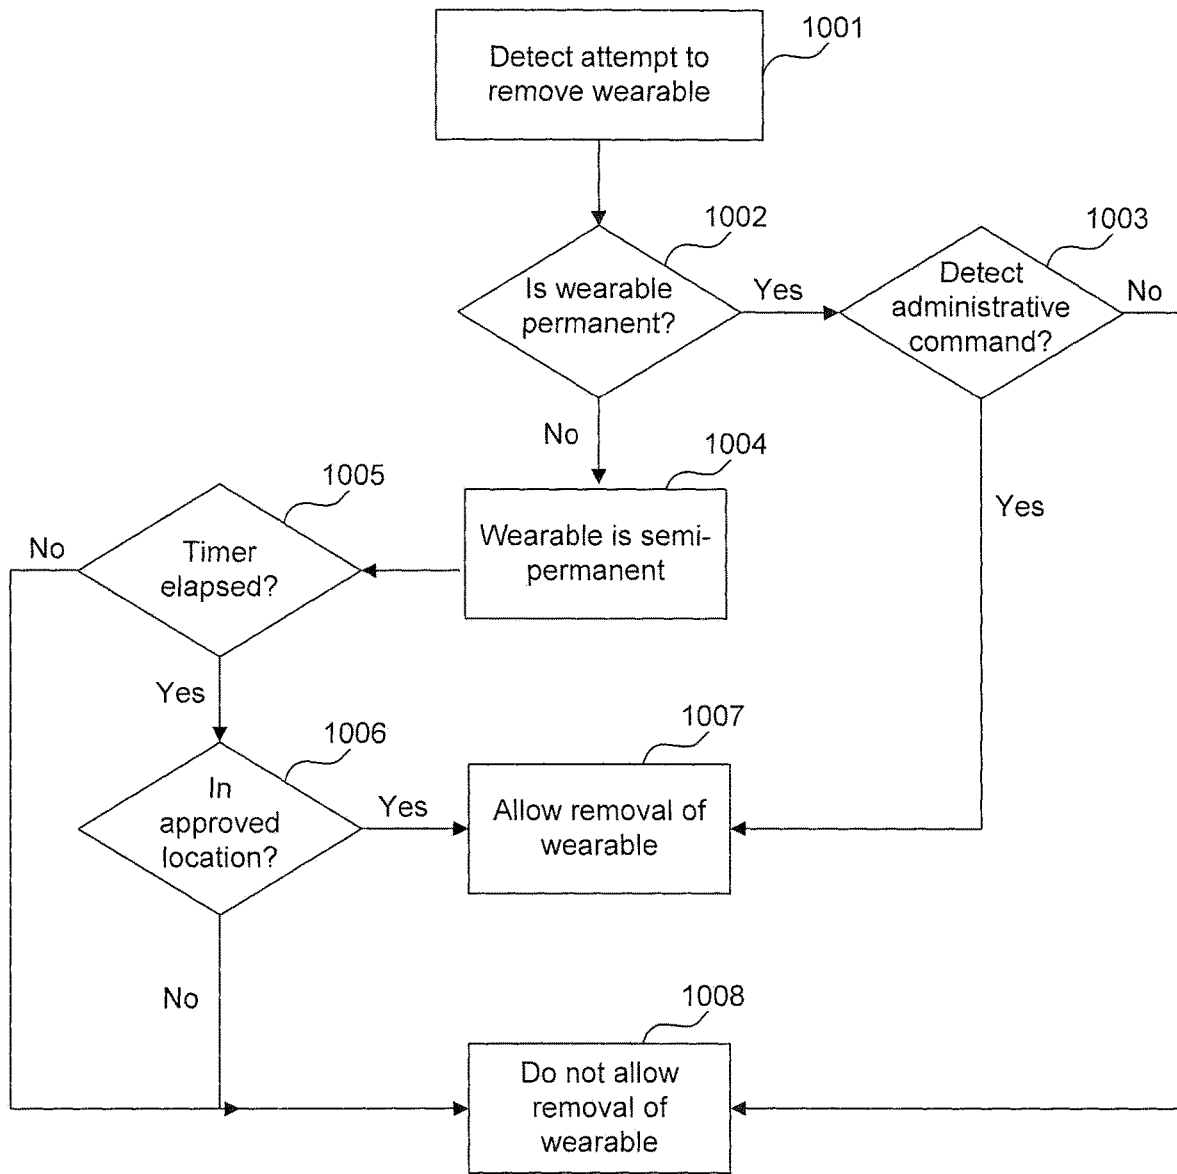 1001
Detect attempt to
remove wearable
1002
Is wearable
permanent?
Yes
1003
Detect
administrative
command?
No
No
Yes
1004
Wearable is semi-
permanent
1005
Timer
elapsed?
No
Yes
1006
In
approved
location?
Yes
No
1007
Allow removal of
wearable
1008
Do not allow
removal of
wearable